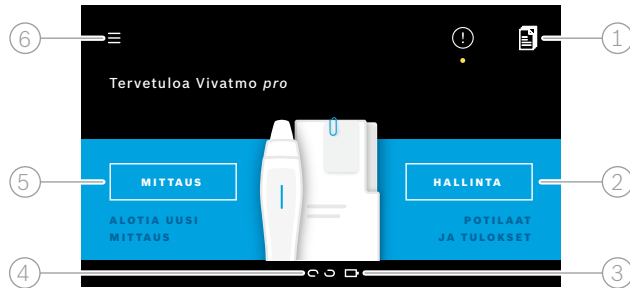 6
1
Tervetuloa Vivatmo pro
5
MITTAUS
HALLINTA
2
ALOTIA UUSI
MITTAUS
POTILAAT
JA TULOKSET
4
3